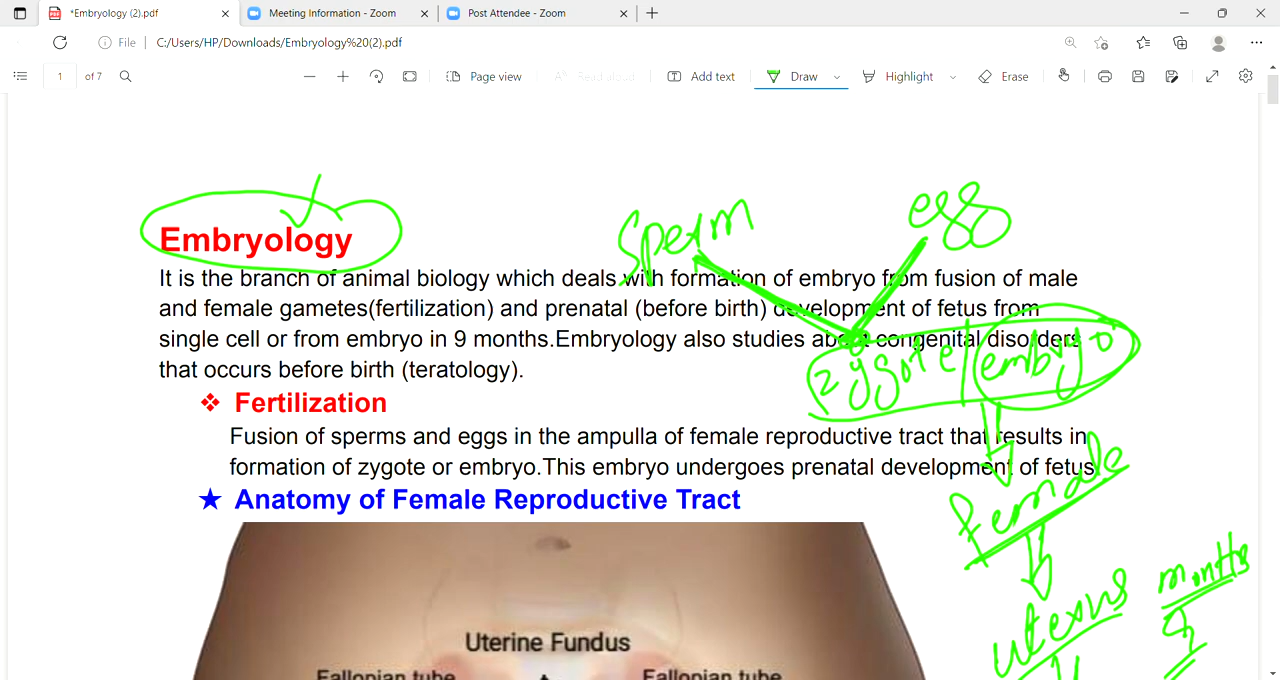 *Embryology (2).pdf
Meeting Information - Zoom
Post Attendee - Zoom
File C:/Users/HP/Downloads/Embryology%20(2).pdf
1 of 7 Page view Read aloud Add text Draw Highlight Erase
sperm egg
Embryology
It is the branch of animal biology which deals with formation of embryo from fusion of male
and female gametes(fertilization) and prenatal (before birth) development of fetus from
single cell or from embryo in 9 months.Embryology also studies about congenital disorders
zygote/embryo
that occurs before birth (teratology).
❖ Fertilization
Fusion of sperms and eggs in the ampulla of female reproductive tract that results in
formation of zygote or embryo.This embryo undergoes prenatal development of fetus
★ Anatomy of Female Reproductive Tract
female
months
uterus 9
Uterine Fundus
Fallopian tube Fallopian tube